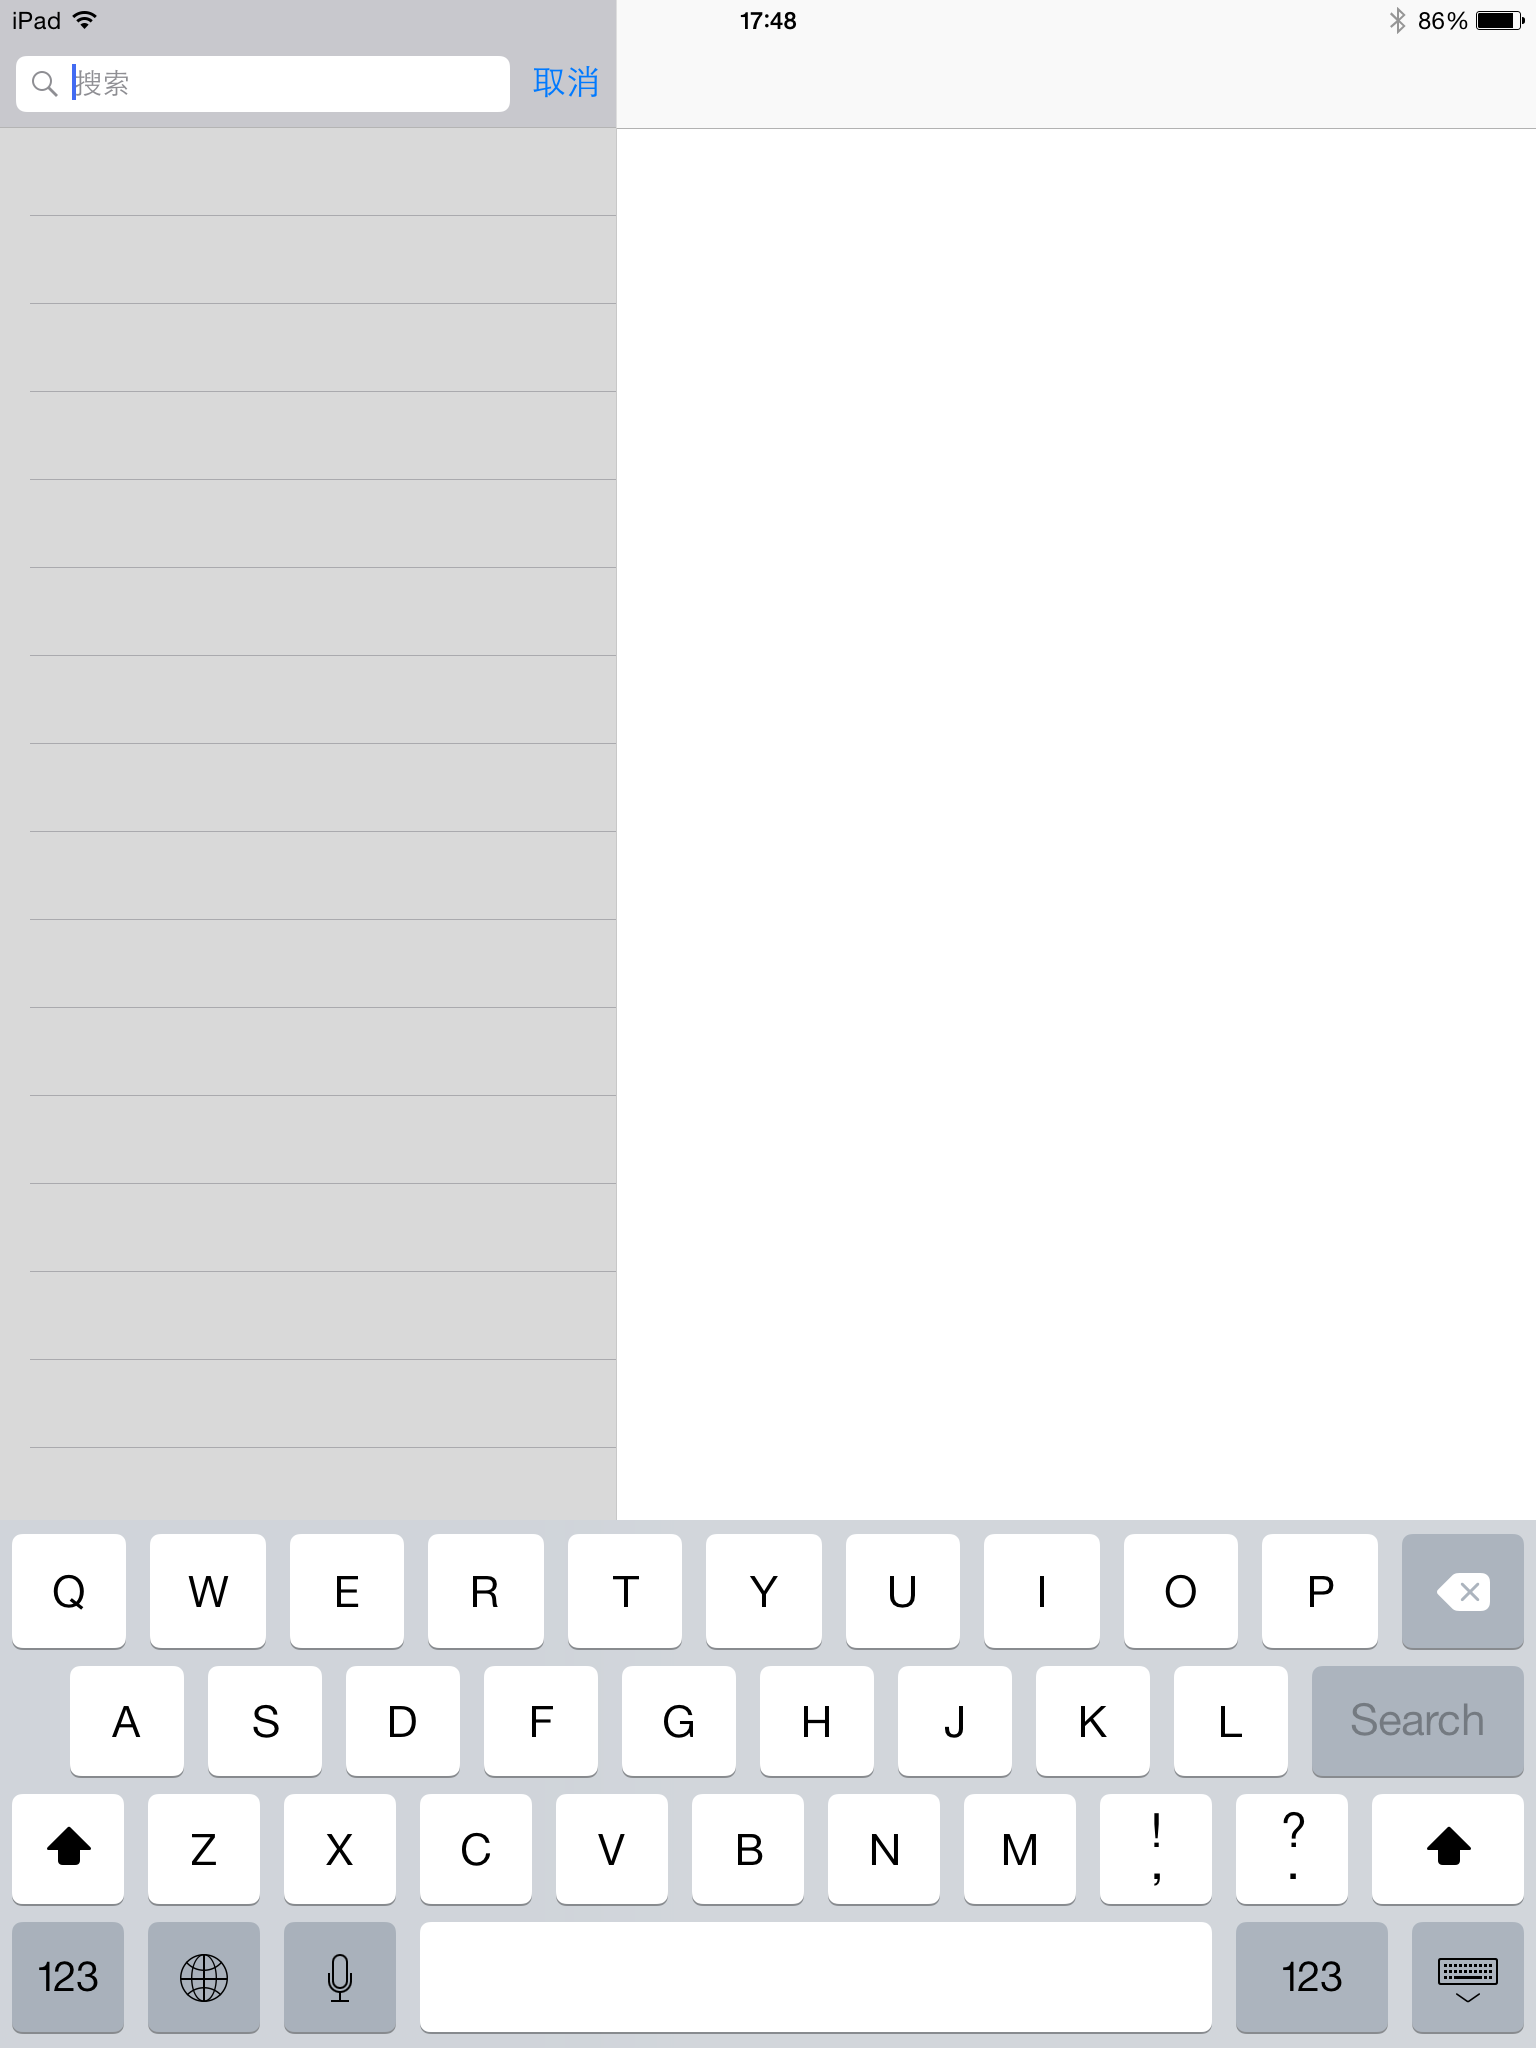 iPad 17:48 86%
搜索 取消
Q W E R T Y U I O P
A S D F G H J K L Search
Z X C V B N M ! , ? .
123 123